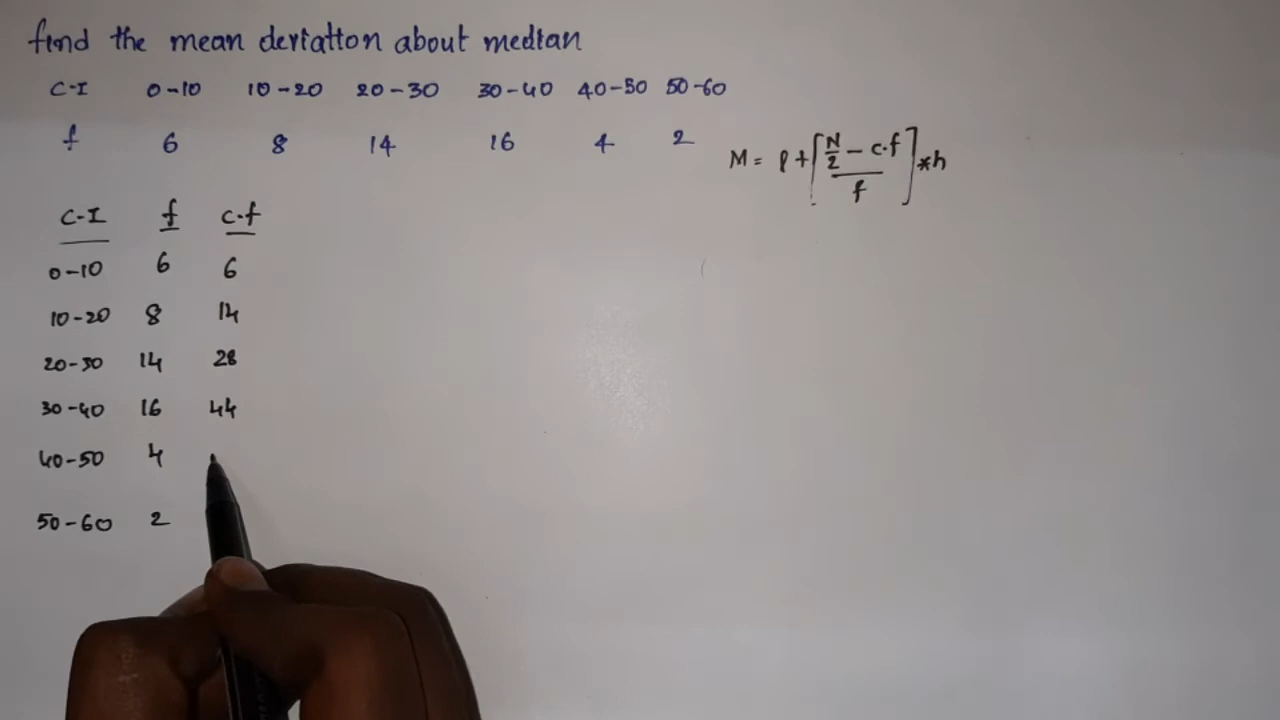 find the mean deviation about median
C-I 0-10 10-20 20-30 30-40 40-50 50-60
f 6 8 14 16 4 2
M = l + [N/2 - c.f / f] * h
C-I f c.f
0-10 6 6
10-20 8 14
20-30 14 28
30-40 16 44
40-50 4
50-60 2